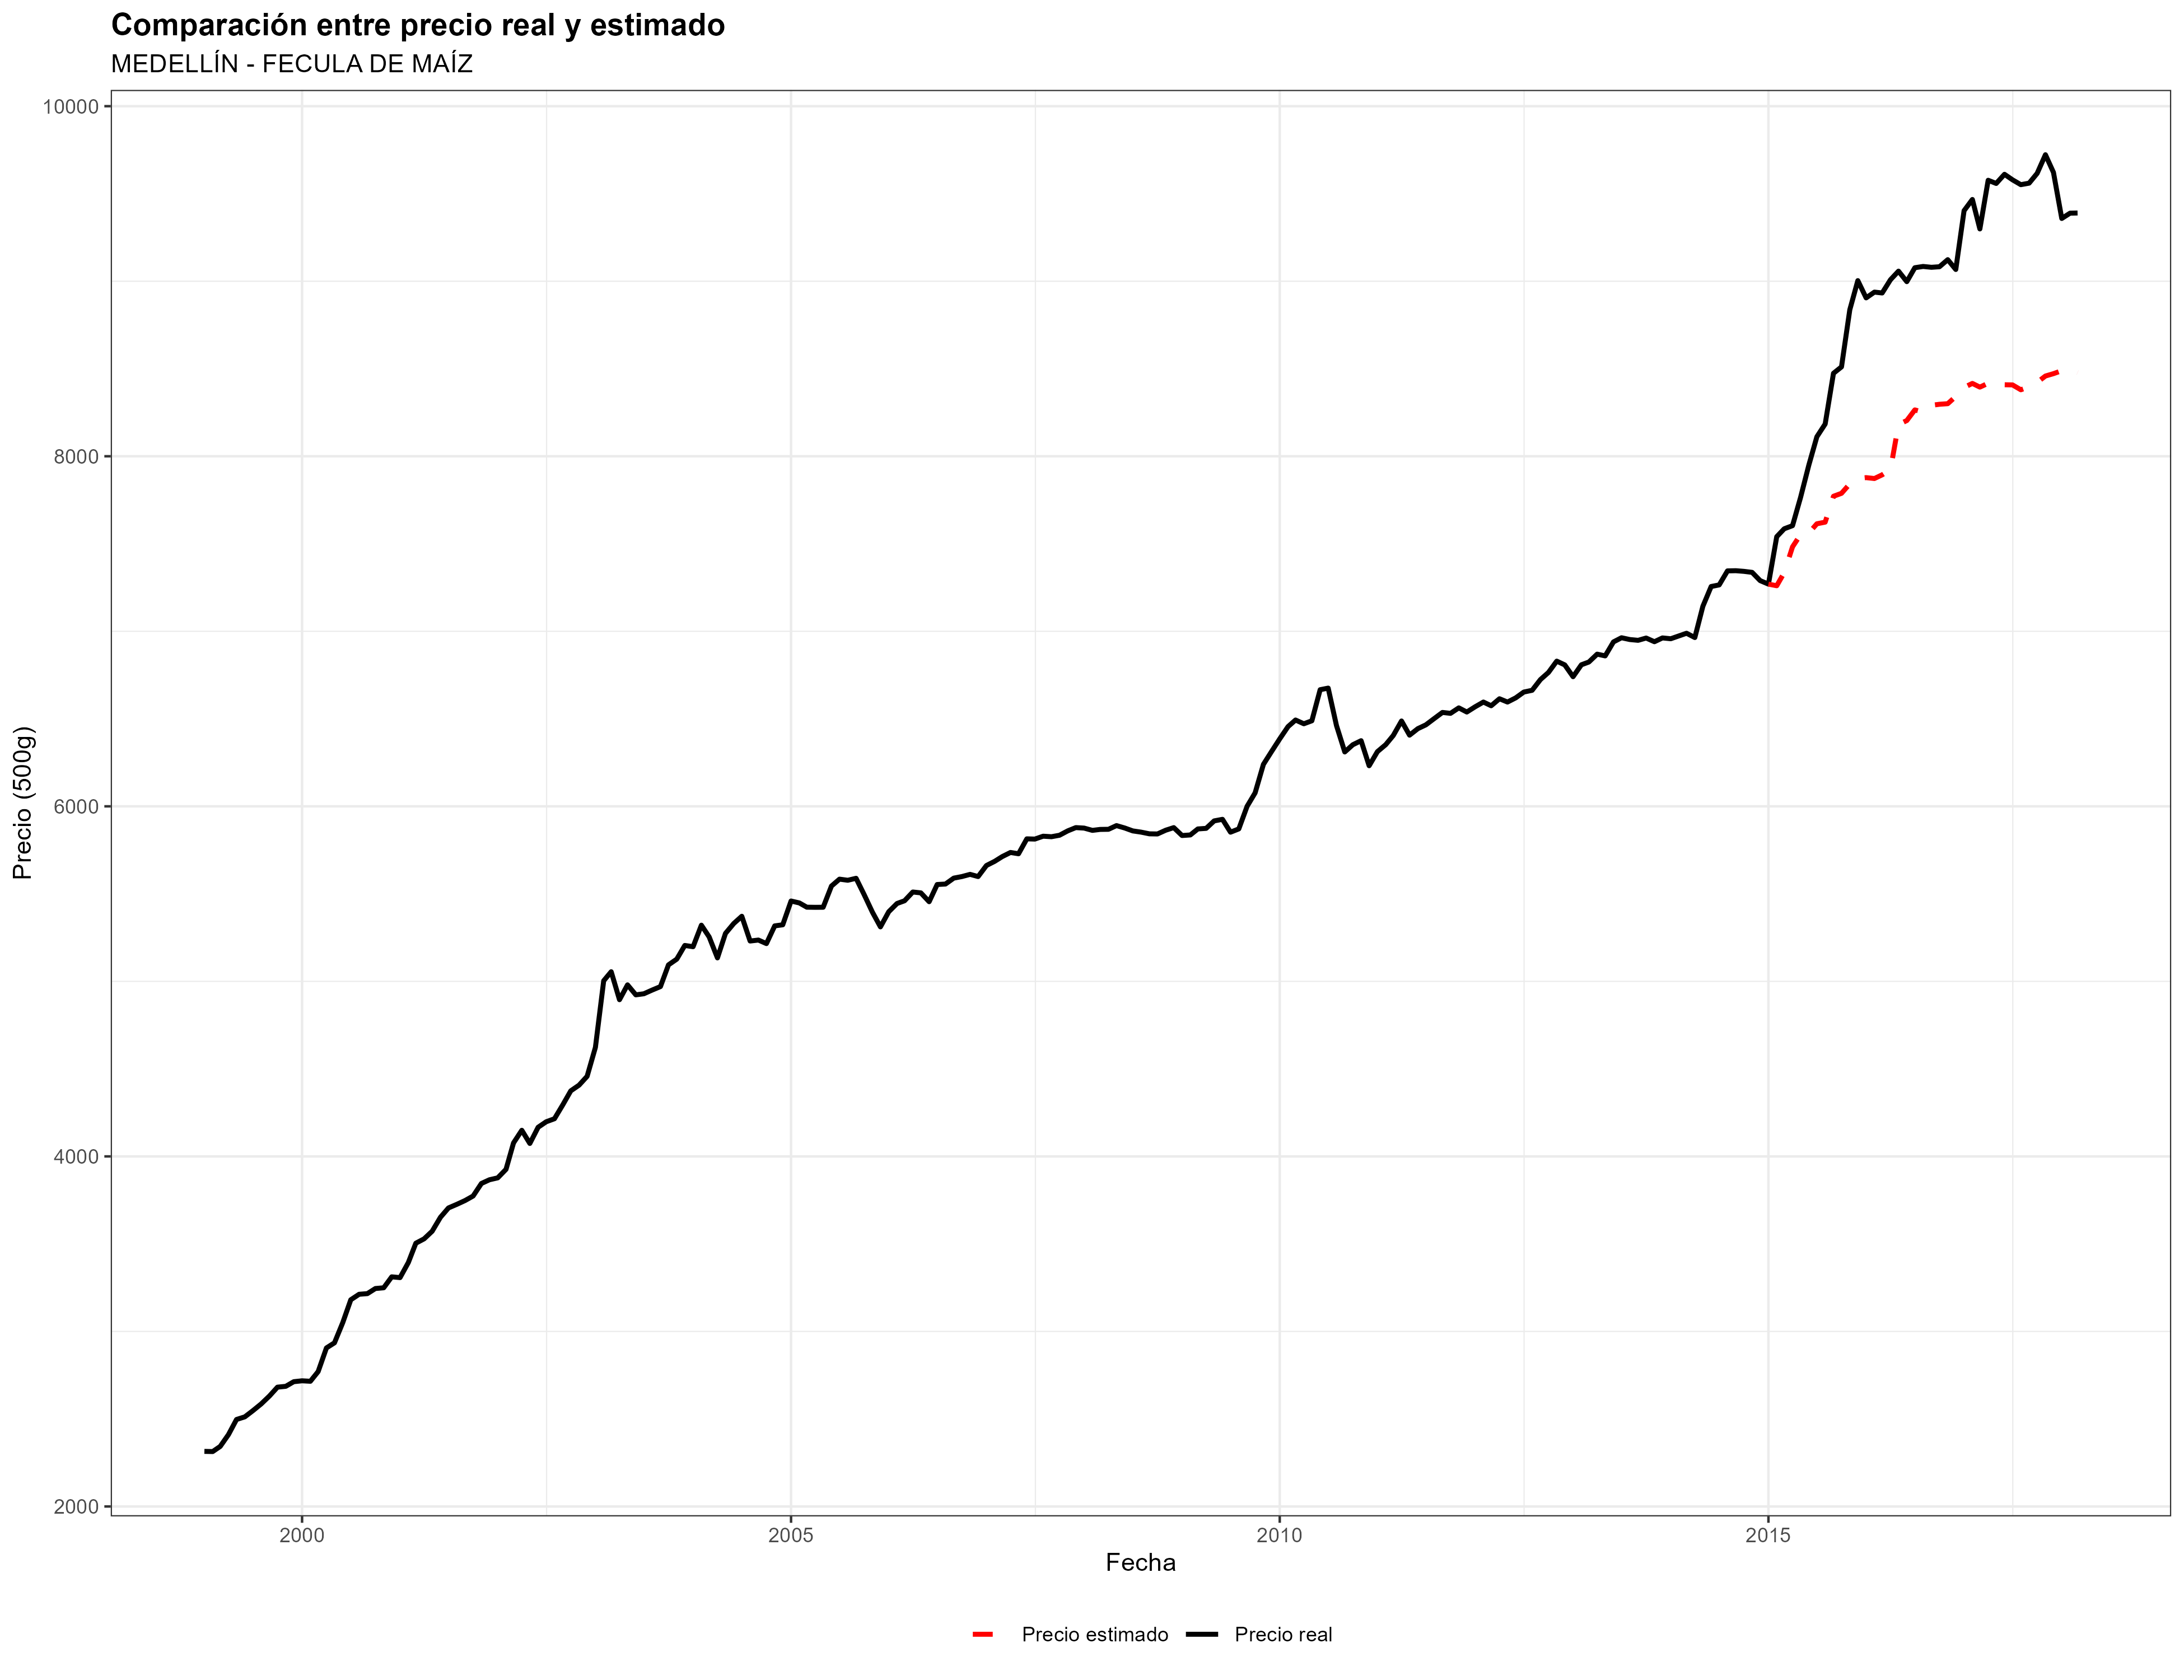 Comparación entre precio real y estimado
MEDELLÍN - FECULA DE MAÍZ
10000
8000
6000
4000
2000
Precio (500g)
2000 2005 2010 2015
Fecha
Precio estimado Precio real